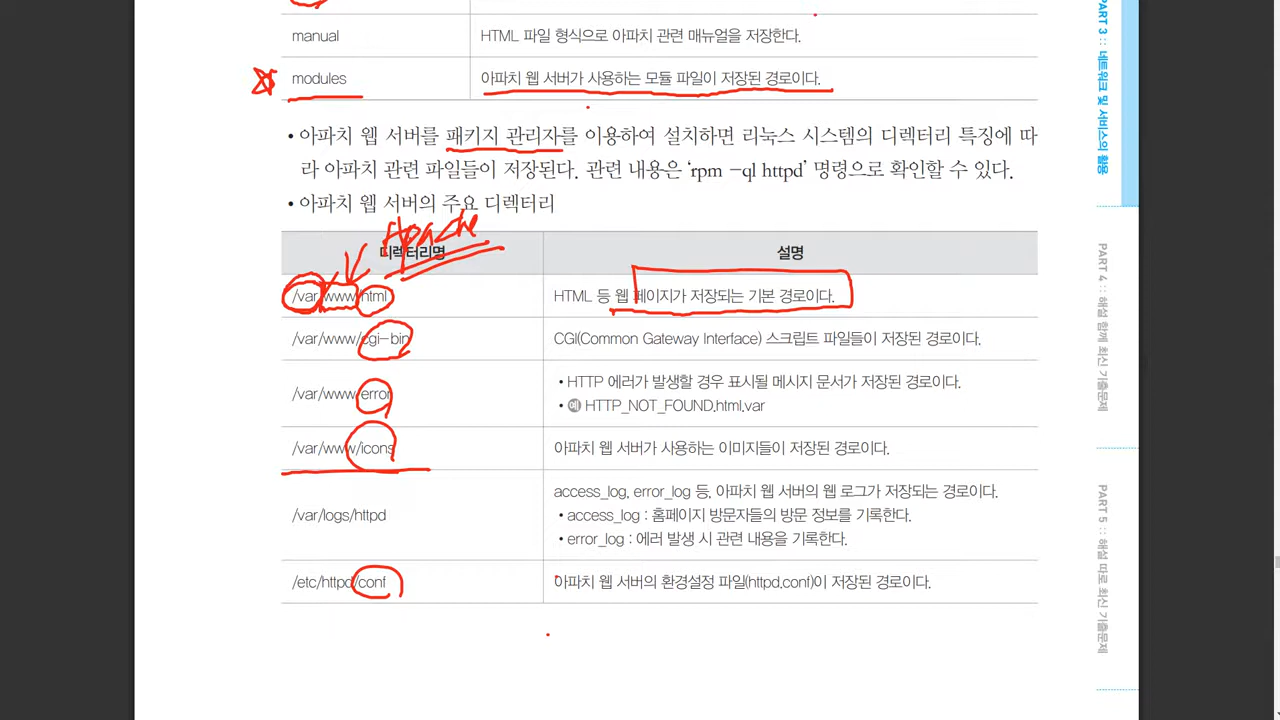 manual HTML 파일 형식으로 아파치 관련 매뉴얼을 저장한다.
modules 아파치 웹 서버가 사용하는 모듈 파일이 저장된 경로이다.
• 아파치 웹 서버를 패키지 관리자를 이용하여 설치하면 리눅스 시스템의 디렉터리 특징에 따
라 아파치 관련 파일들이 저장된다. 관련 내용은 ‘rpm –ql httpd’ 명령으로 확인할 수 있다.
• 아파치 웹 서버의 주요 디렉터리
Apache
디렉터리명 설명
/var/www/html HTML 등 웹 페이지가 저장되는 기본 경로이다.
/var/www/cgi-bin CGI(Common Gateway Interface) 스크립트 파일들이 저장된 경로이다.
/var/www/error • HTTP 에러가 발생할 경우 표시될 메시지 문서가 저장된 경로이다.
• 예 HTTP_NOT_FOUND.html.var
/var/www/icons 아파치 웹 서버가 사용하는 이미지들이 저장된 경로이다.
access_log, error_log 등, 아파치 웹 서버의 웹 로그가 저장되는 경로이다.
/var/logs/httpd • access_log : 홈페이지 방문자들의 방문 정보를 기록한다.
• error_log : 에러 발생 시 관련 내용을 기록한다.
/etc/httpd/conf 아파치 웹 서버의 환경설정 파일(httpd.conf)이 저장된 경로이다.
PART 3 :: 네트워크 및 서비스의 활용
PART 4 :: 해설 함께 최신 기출문제
PART 5 :: 해설 따로 최신 기출문제